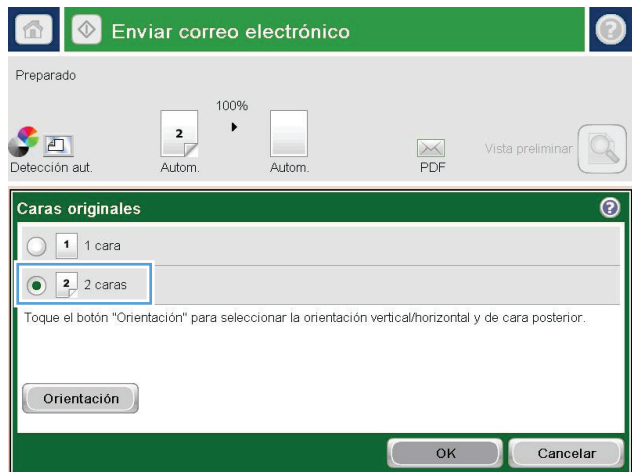 Enviar correo electrónico
?
Preparado
100%
2
Detección aut.
Autom.
Autom.
PDF
Vista preliminar
Caras originales
?
1 1 cara
2 2 caras
Toque el botón "Orientación" para seleccionar la orientación vertical/horizontal y de cara posterior.
Orientación
OK
Cancelar